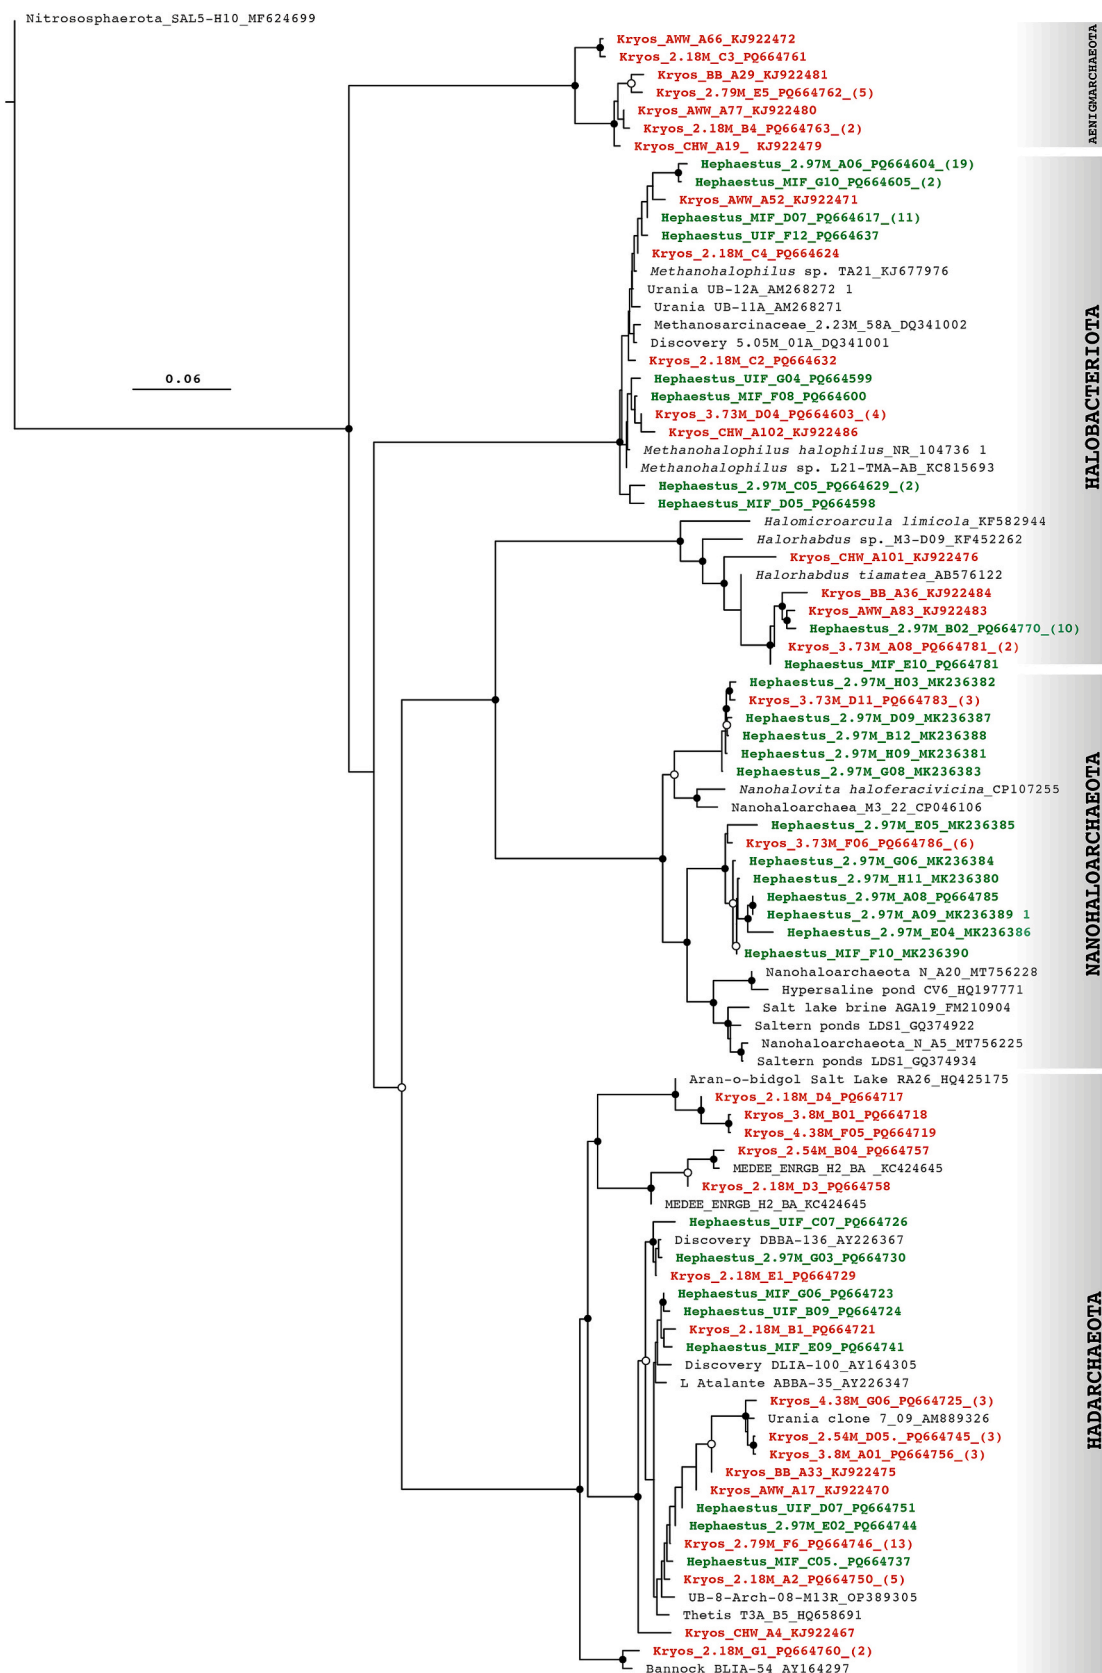 Nitrososphaerota_SAL5-H10_MF624699
Kryos_AWW_A66_KJ922472
Kryos_2.18M_C3_PQ664761
Kryos_BB_A29_KJ922481
Kryos_2.79M_E5_PQ664762_(5)
Kryos_AWW_A77_KJ922480
Kryos_2.18M_B4_PQ664763_(2)
Kryos_CHW_A19_ KJ922479
AENIGMARCHAEOTA
Hephaestus_2.97M_A06_PQ664604_(19)
Hephaestus_MIF_G10_PQ664605_(2)
Kryos_AWW_A52_KJ922471
Hephaestus_MIF_D07_PQ664617_(11)
Hephaestus_UIF_F12_PQ664637
Kryos_2.18M_C4_PQ664624
Methanohalophilus sp. TA21_KJ677976
Urania UB-12A_AM268272 1
Urania UB-11A_AM268271
Methanosarcinaceae_2.23M_58A_DQ341002
Discovery 5.05M_01A_DQ341001
Kryos_2.18M_C2_PQ664632
0.06
Hephaestus_UIF_G04_PQ664599
Hephaestus_MIF_F08_PQ664600
Kryos_3.73M_D04_PQ664603_(4)
Kryos_CHW_A102_KJ922486
Methanohalophilus halophilus_NR_104736 1
Methanohalophilus sp. L21-TMA-AB_KC815693
Hephaestus_2.97M_C05_PQ664629_(2)
Hephaestus_MIF_D05_PQ664598
Halomicroarcula limicola_KF582944
Halorhabdus sp._M3-D09_KF452262
Kryos_CHW_A101_KJ922476
Halorhabdus tiamatea_AB576122
Kryos_BB_A36_KJ922484
Kryos_AWW_A83_KJ922483
Hephaestus_2.97M_B02_PQ664770_(10)
Kryos_3.73M_A08_PQ664781_(2)
Hephaestus_MIF_E10_PQ664781
HALOBACTERIOTA
Hephaestus_2.97M_H03_MK236382
Kryos_3.73M_D11_PQ664783_(3)
Hephaestus_2.97M_D09_MK236387
Hephaestus_2.97M_B12_MK236388
Hephaestus_2.97M_H09_MK236381
Hephaestus_2.97M_G08_MK236383
Nanohalovita haloferacivicina_CP107255
Nanohaloarchaea_M3_22_CP046106
Hephaestus_2.97M_E05_MK236385
Kryos_3.73M_F06_PQ664786_(6)
Hephaestus_2.97M_G06_MK236384
Hephaestus_2.97M_H11_MK236380
Hephaestus_2.97M_A08_PQ664785
Hephaestus_2.97M_A09_MK236389 1
Hephaestus_2.97M_E04_MK236386
Hephaestus_MIF_F10_MK236390
Nanohaloarchaeota N_A20_MT756228
Hypersaline pond CV6_HQ197771
Salt lake brine AGA19_FM210904
Saltern ponds LDS1_GQ374922
Nanohaloarchaeota_N_A5_MT756225
Saltern ponds LDS1_GQ374934
NANOHALOARCHAEOTA
Aran-o-bidgol Salt Lake RA26_HQ425175
Kryos_2.18M_D4_PQ664717
Kryos_3.8M_B01_PQ664718
Kryos_4.38M_F05_PQ664719
Kryos_2.54M_B04_PQ664757
MEDEE_ENRGB_H2_BA _KC424645
Kryos_2.18M_D3_PQ664758
MEDEE_ENRGB_H2_BA_KC424645
Hephaestus_UIF_C07_PQ664726
Discovery DBBA-136_AY226367
Hephaestus_2.97M_G03_PQ664730
Kryos_2.18M_E1_PQ664729
Hephaestus_MIF_G06_PQ664723
Hephaestus_UIF_B09_PQ664724
Kryos_2.18M_B1_PQ664721
Hephaestus_MIF_E09_PQ664741
Discovery DLIA-100_AY164305
L Atalante ABBA-35_AY226347
Kryos_4.38M_G06_PQ664725_(3)
Urania clone 7_09_AM889326
Kryos_2.54M_D05._PQ664745_(3)
Kryos_3.8M_A01_PQ664756_(3)
Kryos_BB_A33_KJ922475
Kryos_AWW_A17_KJ922470
Hephaestus_UIF_D07_PQ664751
Hephaestus_2.97M_E02_PQ664744
Kryos_2.79M_F6_PQ664746_(13)
Hephaestus_MIF_C05._PQ664737
Kryos_2.18M_A2_PQ664750_(5)
UB-8-Arch-08-M13R_OP389305
Thetis T3A_B5_HQ658691
Kryos_CHW_A4_KJ922467
Kryos_2.18M_G1_PQ664760_(2)
Bannock BLIA-54 AY164297
HADARCHAEOTA